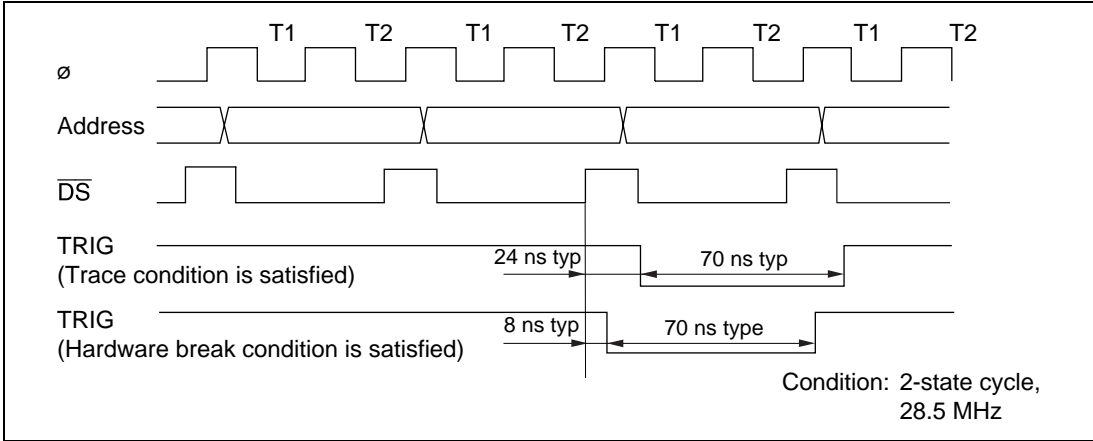 T1 T2 T1 T2 T1 T2 T1 T2
ø
Address
DS
TRIG
(Trace condition is satisfied)
24 ns typ
70 ns typ
TRIG
(Hardware break condition is satisfied)
8 ns typ
70 ns type
Condition: 2-state cycle,
28.5 MHz